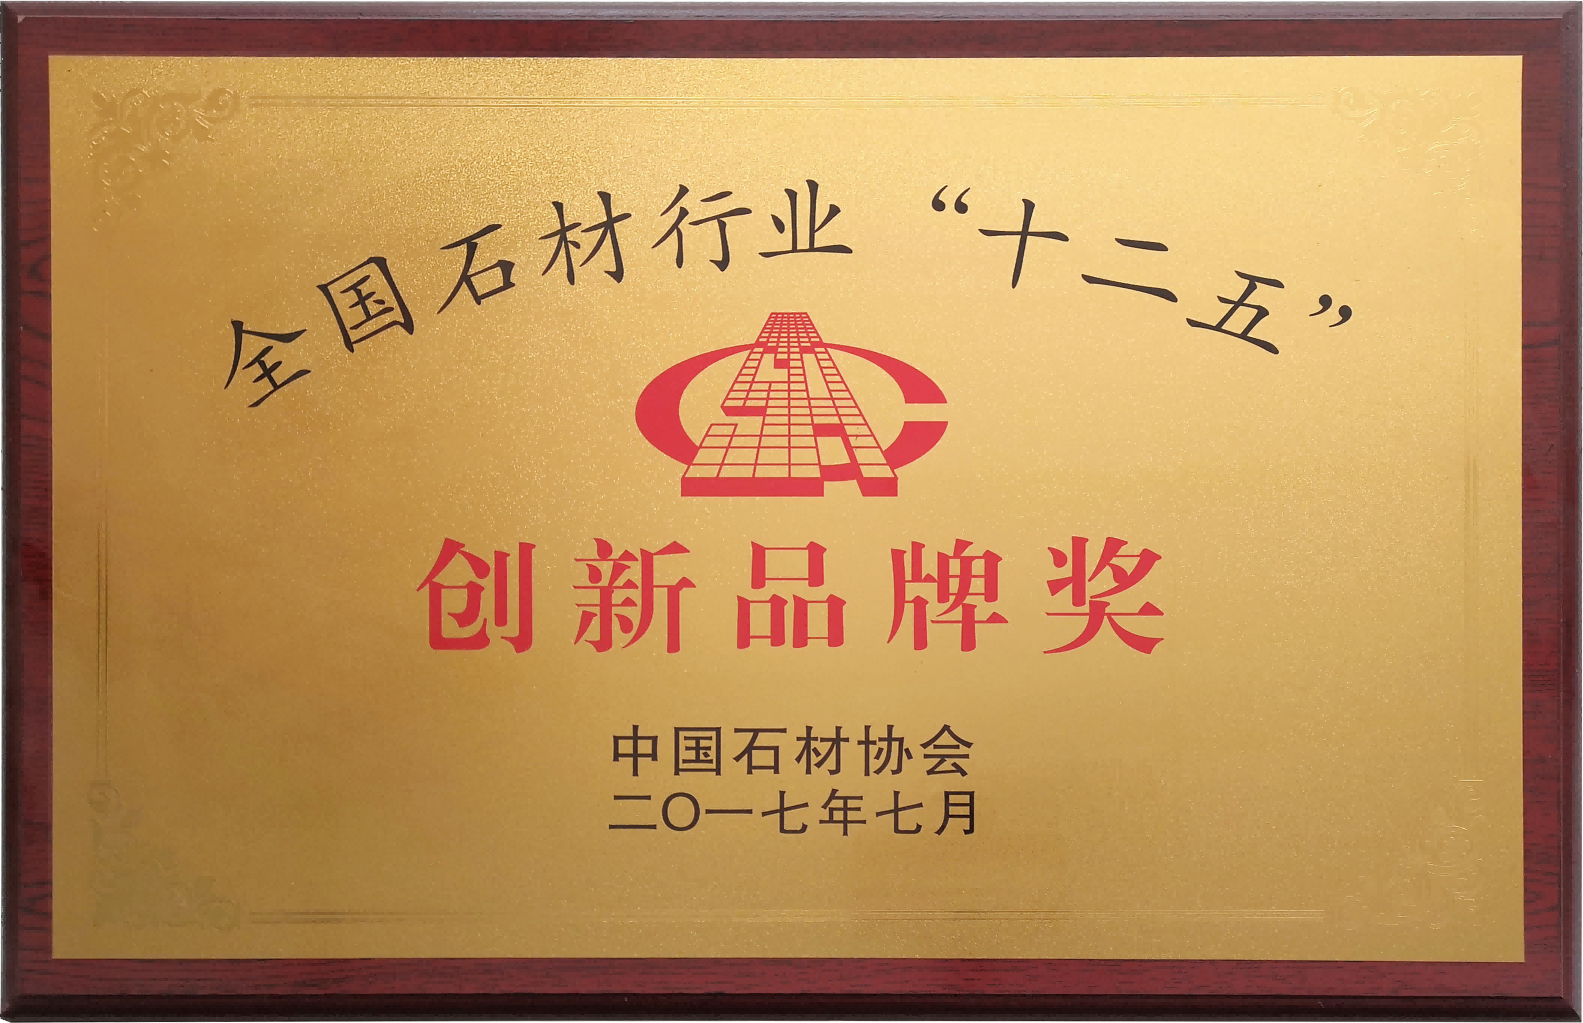 全国石材行业“十二五”
创新品牌奖
中国石材协会
二〇一七年七月